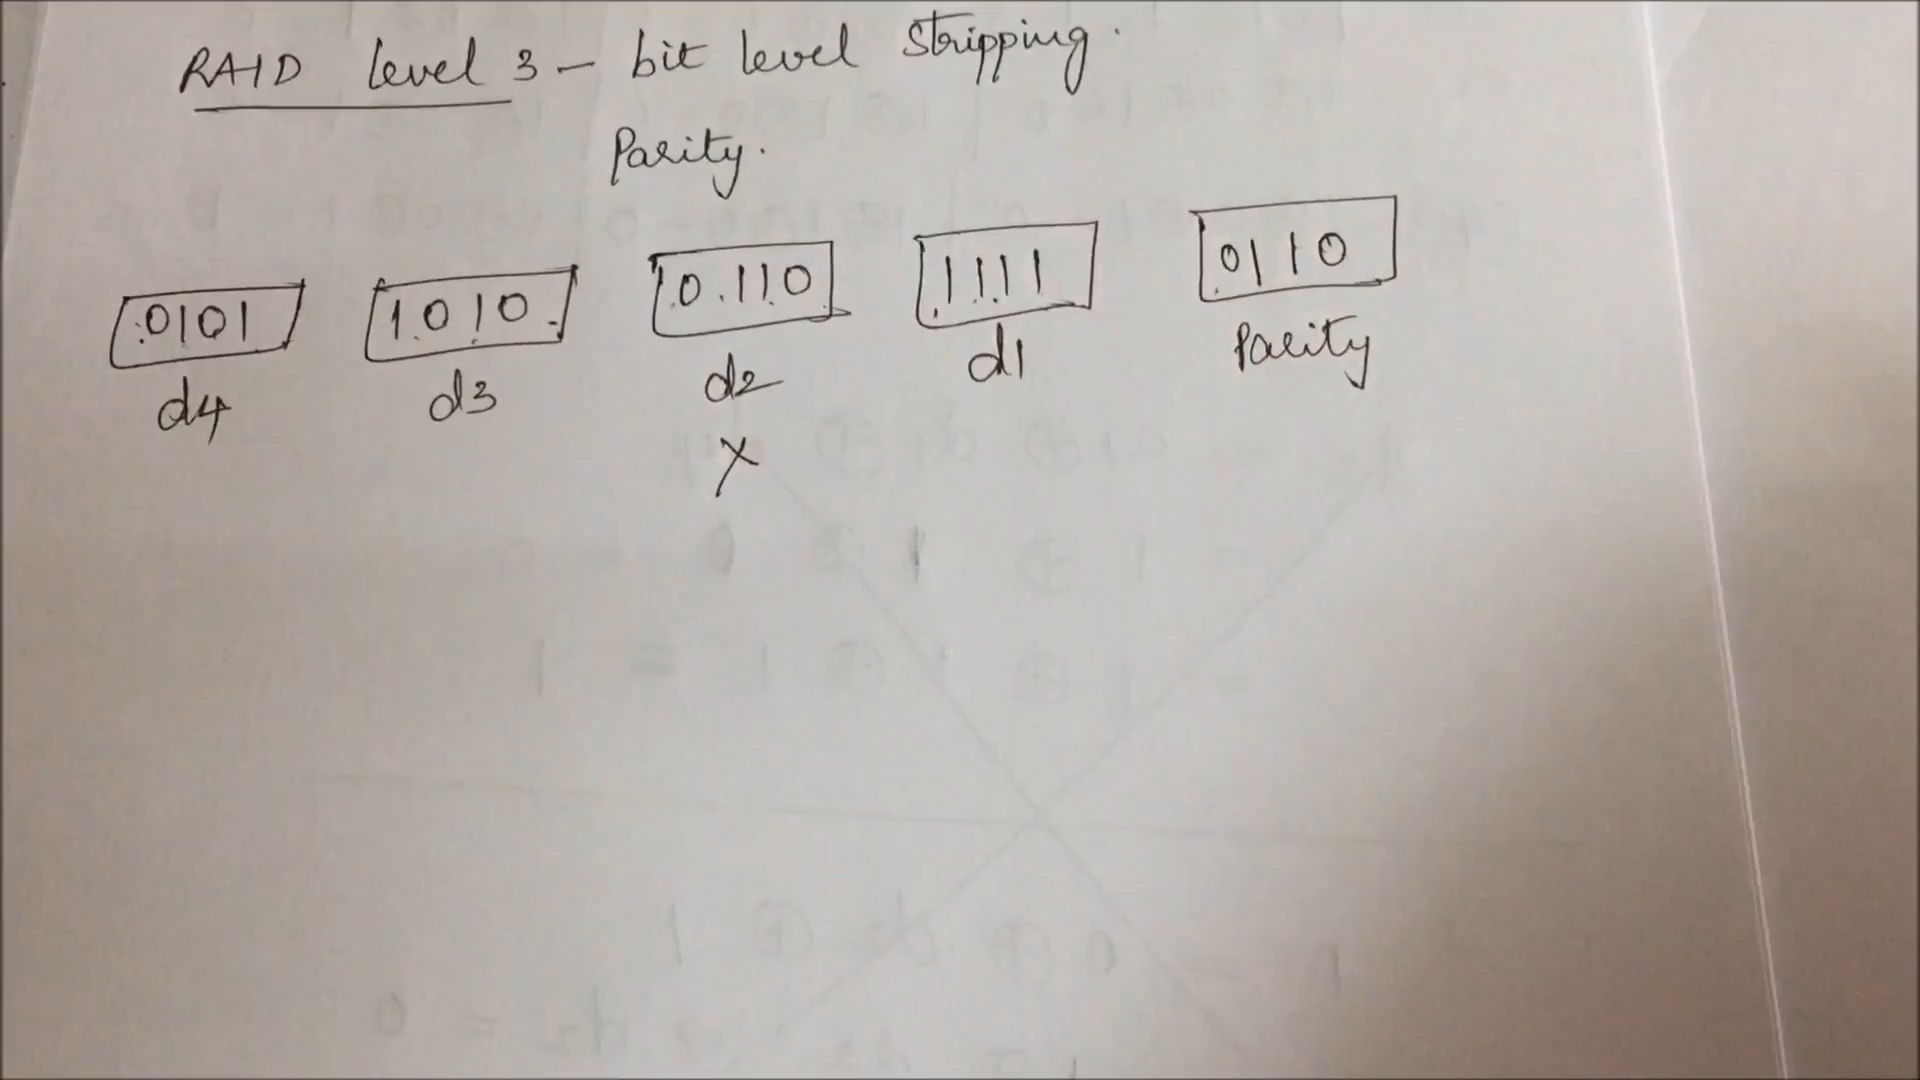 RAID level 3 - bit level Stripping.
Parity.
0101 1010 0110 1111 0110
d4 d3 d2 d1 Parity
X